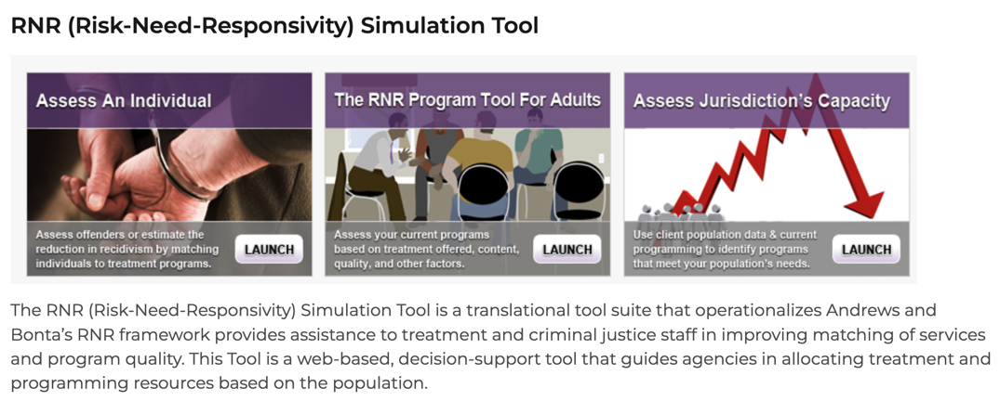 RNR (Risk-Need-Responsivity) Simulation Tool
Assess An Individual
Assess offenders or estimate the
reduction in recidivism by matching
individuals to treatment programs.
LAUNCH
The RNR Program Tool For Adults
Assess your current programs
based on treatment offered, content,
quality, and other factors.
LAUNCH
Assess Jurisdiction's Capacity
Use client population data & current
programming to identify programs
that meet your population's needs.
LAUNCH
The RNR (Risk-Need-Responsivity) Simulation Tool is a translational tool suite that operationalizes Andrews and
Bonta's RNR framework provides assistance to treatment and criminal justice staff in improving matching of services
and program quality. This Tool is a web-based, decision-support tool that guides agencies in allocating treatment and
programming resources based on the population.